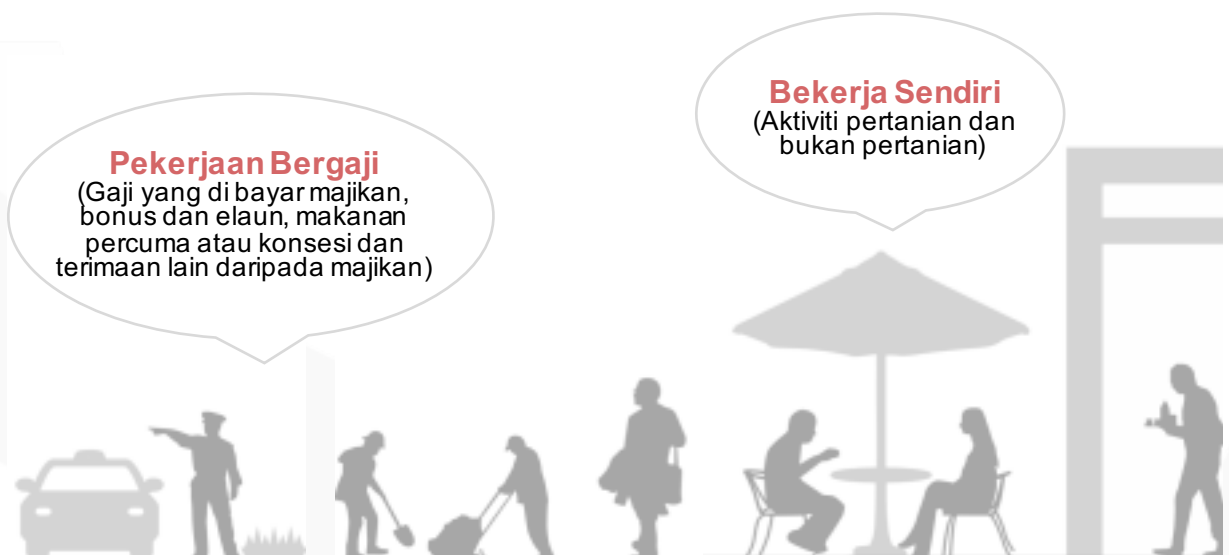 Pekerjaan Bergaji
(Gaji yang di bayar majikan,
bonus dan elaun, makanan
percuma atau konsesi dan
terimaan lain daripada majikan)
Bekerja Sendiri
(Aktiviti pertanian dan
bukan pertanian)